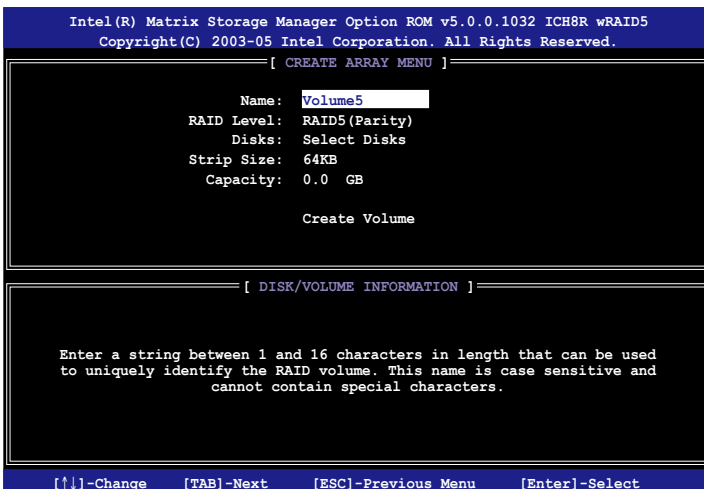 Intel(R) Matrix Storage Manager Option ROM v5.0.0.1032 ICH8R wRAID5
Copyright(C) 2003-05 Intel Corporation. All Rights Reserved.
[ CREATE ARRAY MENU ]
Name: Volume5
RAID Level: RAID5(Parity)
Disks: Select Disks
Strip Size: 64KB
Capacity: 0.0 GB
Create Volume
[ DISK/VOLUME INFORMATION ]
Enter a string between 1 and 16 characters in length that can be used
to uniquely identify the RAID volume. This name is case sensitive and
cannot contain special characters.
[↑↓]-Change [TAB]-Next [ESC]-Previous Menu [Enter]-Select